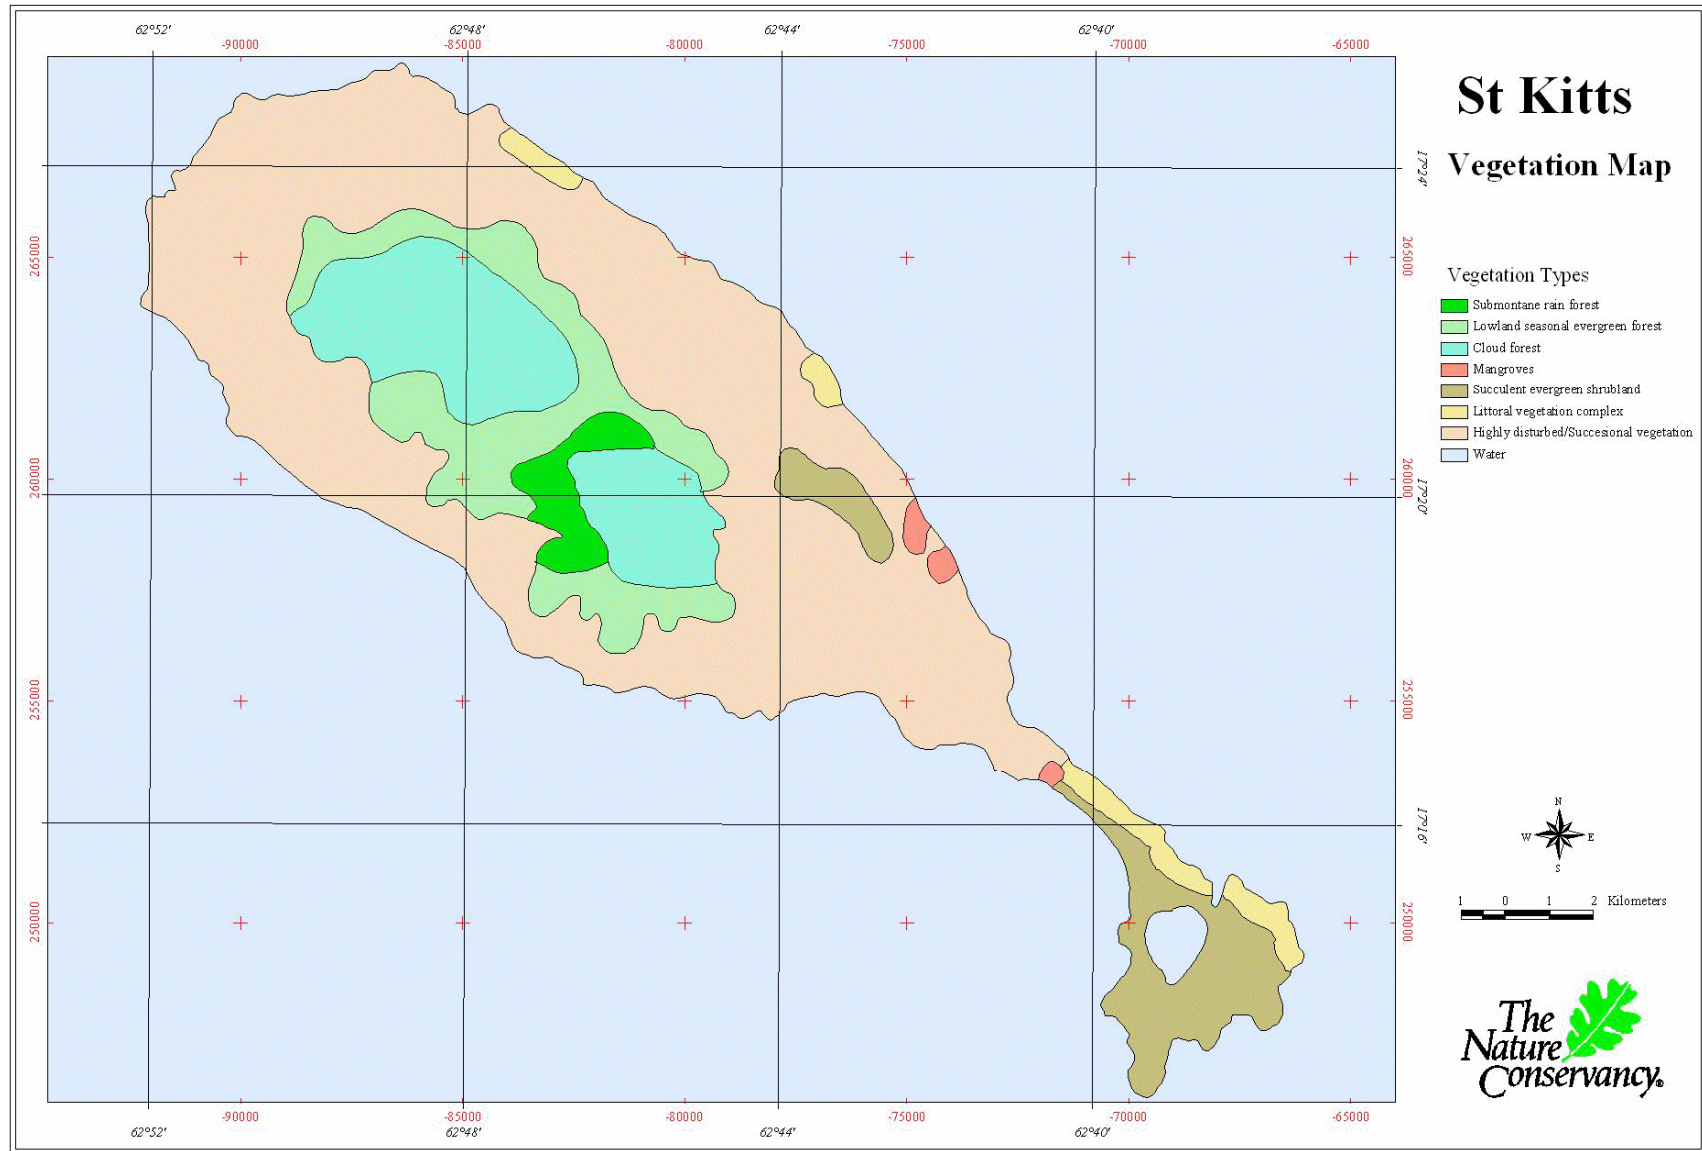 62°52' 62°48' 62°44' 62°40'
-90000 -85000 -80000 -75000 -70000 -65000
St Kitts
Vegetation Map
17°24'
265000 265000
Vegetation Types
Submontane rain forest
Lowland seasonal evergreen forest
Cloud forest
Mangroves
Succulent evergreen shrubland
Littoral vegetation complex
Highly disturbed/Succesional vegetation
Water
260000 260000
17°20'
255000 255000
17°16'
N
W E
S
1 0 1 2 Kilometers
250000 250000
The
Nature
Conservancy®
-90000 -85000 -80000 -75000 -70000 -65000
62°52' 62°48' 62°44' 62°40'